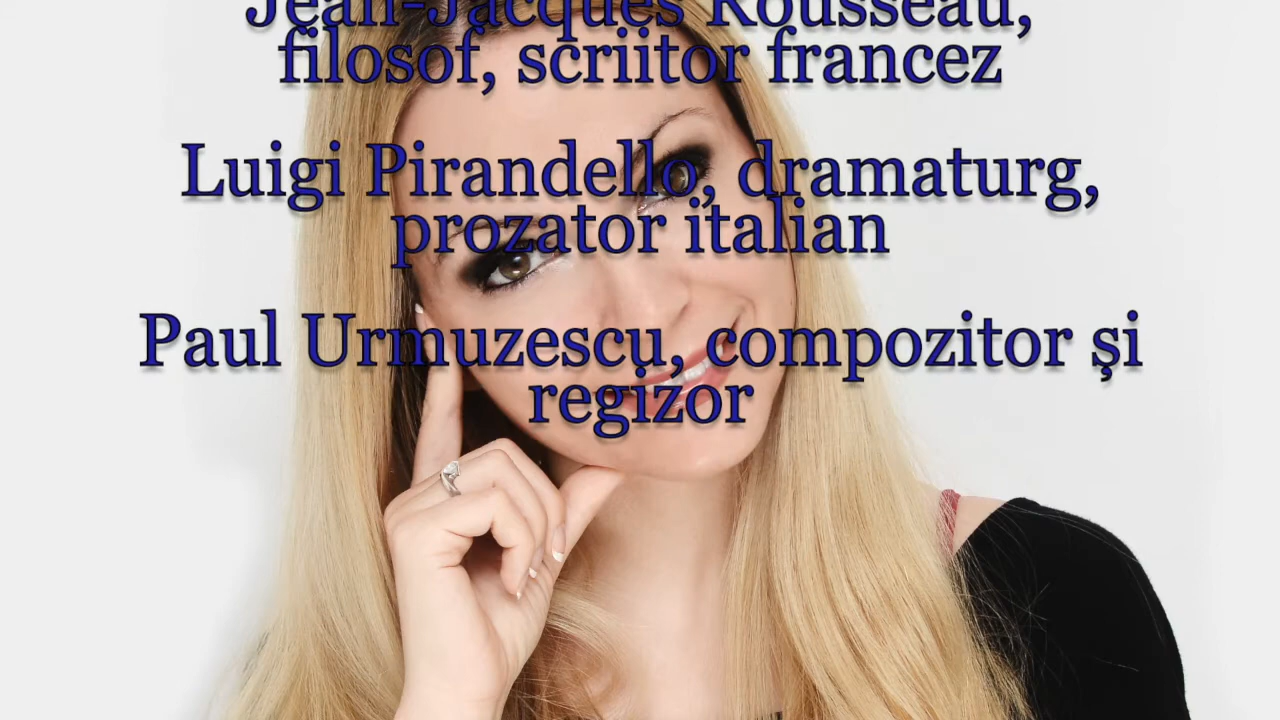 Jean-Jacques Rousseau,
filosof, scriitor francez
Luigi Pirandello, dramaturg,
prozator italian
Paul Urmuzescu, compozitor şi
regizor